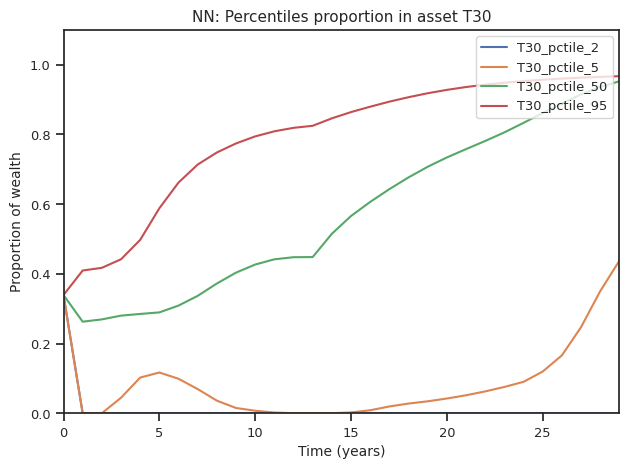 NN: Percentiles proportion in asset T30
T30_pctile_2
T30_pctile_5
T30_pctile_50
T30_pctile_95
Proportion of wealth
1.0
0.8
0.6
0.4
0.2
0.0
0 5 10 15 20 25
Time (years)